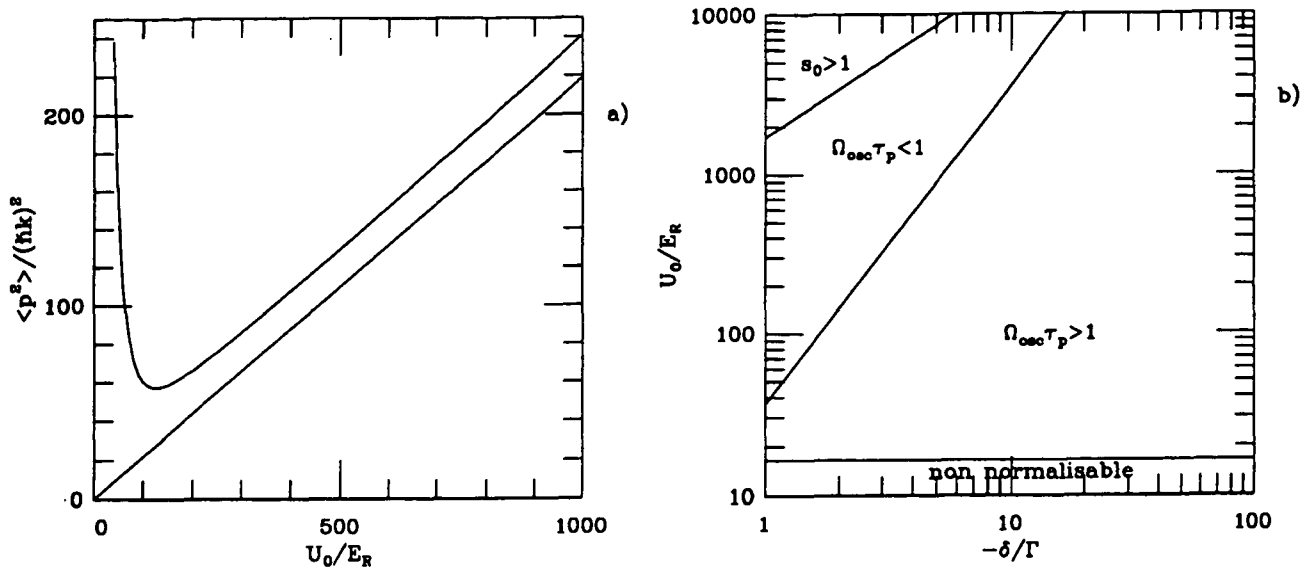 <p²>/(ħk)²
200
100
0
0
500
1000
U₀/E_R
a)
U₀/E_R
10000
1000
100
10
s₀>1
Ω_osc τ_p<1
Ω_osc τ_p>1
non normalisable
1
10
100
-δ/Γ
b)